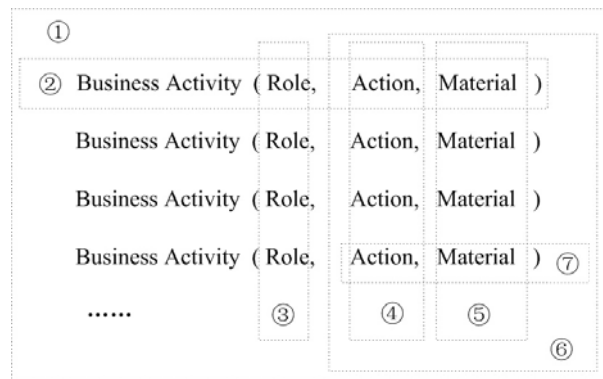 ①
② Business Activity ( Role, Action, Material )
Business Activity ( Role, Action, Material )
Business Activity ( Role, Action, Material )
Business Activity ( Role, Action, Material ) ⑦
...... ③ ④ ⑤
⑥